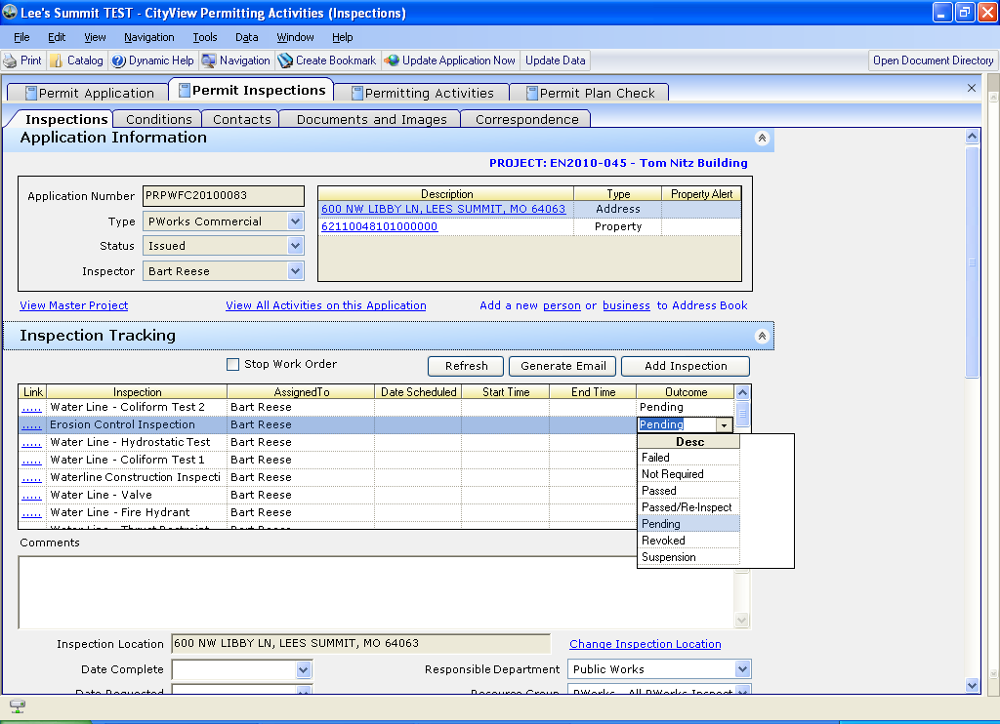 Lee's Summit TEST - CityView Permitting Activities (Inspections)
File Edit View Navigation Tools Data Window Help
Print Catalog Dynamic Help Navigation Create Bookmark Update Application Now Update Data Open Document Directory
Permit Application Permit Inspections Permitting Activities Permit Plan Check
Inspections Conditions Contacts Documents and Images Correspondence
Application Information
PROJECT: EN2010-045 - Tom Nitz Building
Application Number PRPWFC20100083
Type PWorks Commercial
Status Issued
Inspector Bart Reese
Description Type Property Alert
600 NW LIBBY LN, LEES SUMMIT, MO 64063 Address
62110048101000000 Property
View Master Project View All Activities on this Application Add a new person or business to Address Book
Inspection Tracking
Stop Work Order Refresh Generate Email Add Inspection
Link Inspection AssignedTo Date Scheduled Start Time End Time Outcome
..... Water Line - Coliform Test 2 Bart Reese Pending
..... Erosion Control Inspection Bart Reese Pending
..... Water Line - Hydrostatic Test Bart Reese
..... Water Line - Coliform Test 1 Bart Reese
..... Waterline Construction Inspecti Bart Reese
..... Water Line - Valve Bart Reese
..... Water Line - Fire Hydrant Bart Reese
Water Line - Thrust Restraint Bart Reese
Desc
Failed
Not Required
Passed
Passed/Re-Inspect
Pending
Revoked
Suspension
Comments
Inspection Location 600 NW LIBBY LN, LEES SUMMIT, MO 64063 Change Inspection Location
Date Complete Responsible Department Public Works
Date Requested Resource Group PWorks - All PWorks Inspect